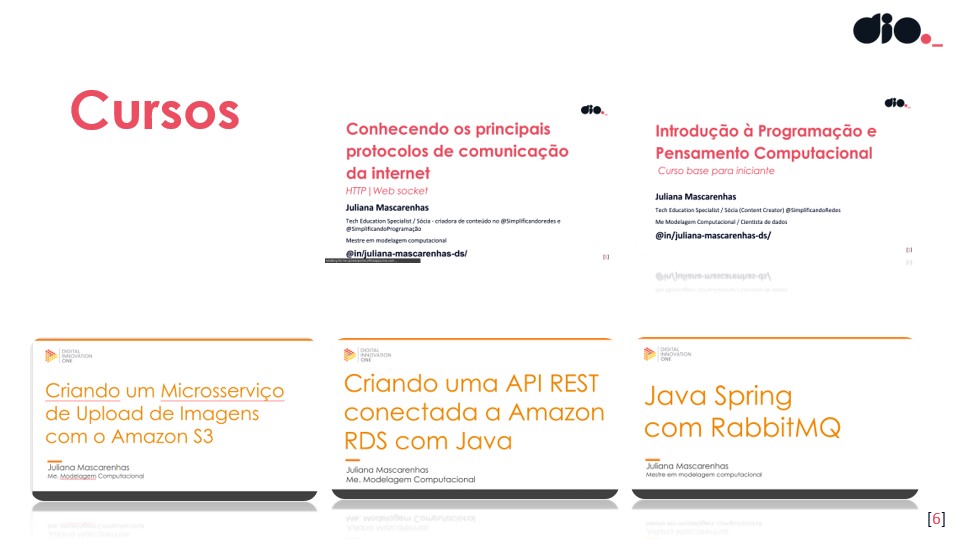 dio._
Cursos
dio._
Conhecendo os principais
protocolos de comunicação
da internet
HTTP|Web socket
Juliana Mascarenhas
Tech Education Specialist / Sócia - criadora de conteúdo no @Simplificandoredes e
@SimplificandoProgramação
Mestre em modelagem computacional
@in/juliana-mascarenhas-ds/
[1]
dio._
Introdução à Programação e
Pensamento Computacional
Curso base para iniciante
Juliana Mascarenhas
Tech Education Specialist / Sócia (Content Creator) @SimplificandoRedes
Me Modelagem Computacional / Cientista de dados
@in/juliana-mascarenhas-ds/
[1]
DIGITAL
INNOVATION
ONE
Criando um Microsserviço
de Upload de Imagens
com o Amazon S3
Juliana Mascarenhas
Me. Modelagem Computacional
DIGITAL
INNOVATION
ONE
Criando uma API REST
conectada a Amazon
RDS com Java
Juliana Mascarenhas
Me. Modelagem Computacional
DIGITAL
INNOVATION
ONE
Java Spring
com RabbitMQ
Juliana Mascarenhas
Mestre em modelagem computacional
[6]